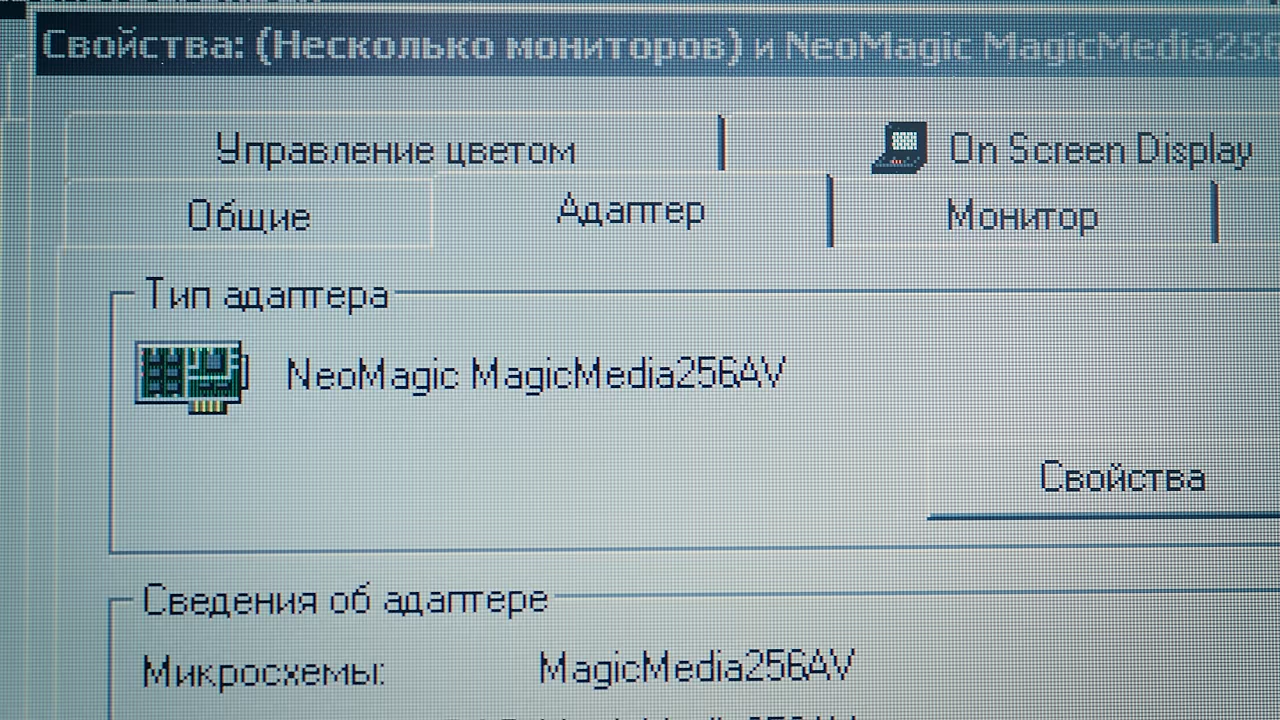 Свойства: (Несколько мониторов) и NeoMagic MagicMedia256
Управление цветом
On Screen Display
Общие
Адаптер
Монитор
Тип адаптера
NeoMagic MagicMedia256AV
Свойства
Сведения об адаптере
Микросхемы: MagicMedia256AV